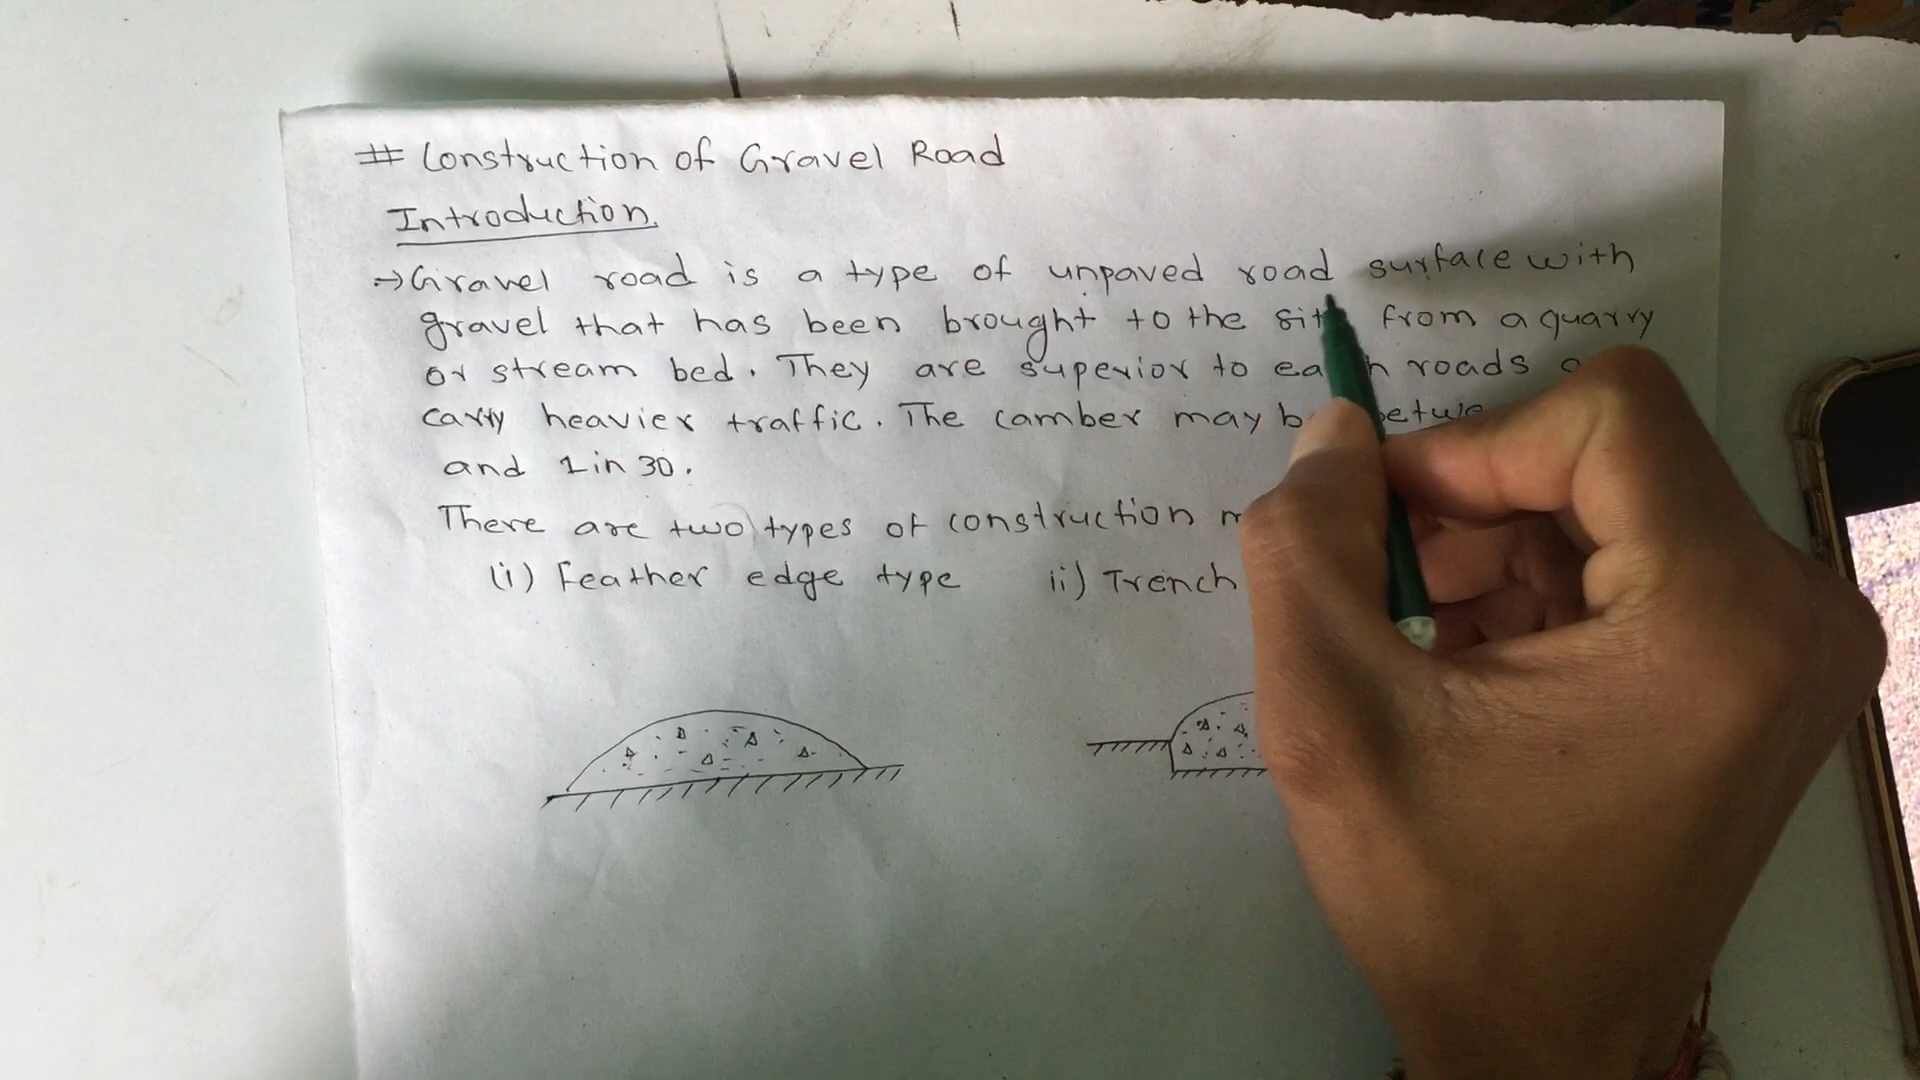 # Construction of Gravel Road
Introduction.
→ Gravel road is a type of unpaved road surface with
gravel that has been brought to the from a quarry
or stream bed. They are superior to roads
carry heavier traffic. The camber may
and 1 in 30.
There are two types of construction
(i) Feather edge type ii) Trench